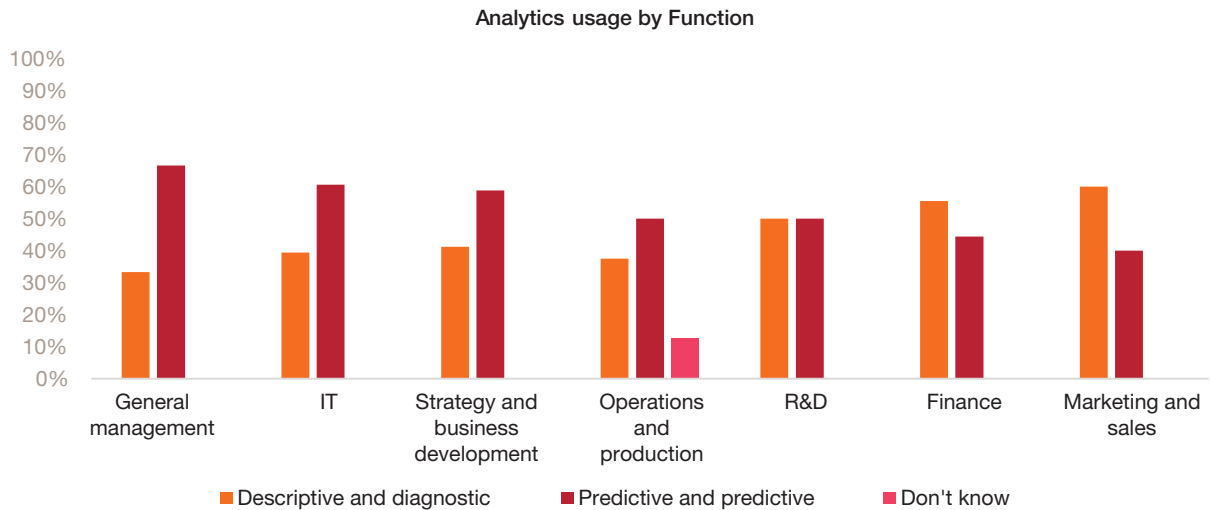 Analytics usage by Function
100%
90%
80%
70%
60%
50%
40%
30%
20%
10%
0%
General
management
IT
Strategy and
business
development
Operations
and
production
R&D
Finance
Marketing and
sales
Descriptive and diagnostic
Predictive and predictive
Don't know